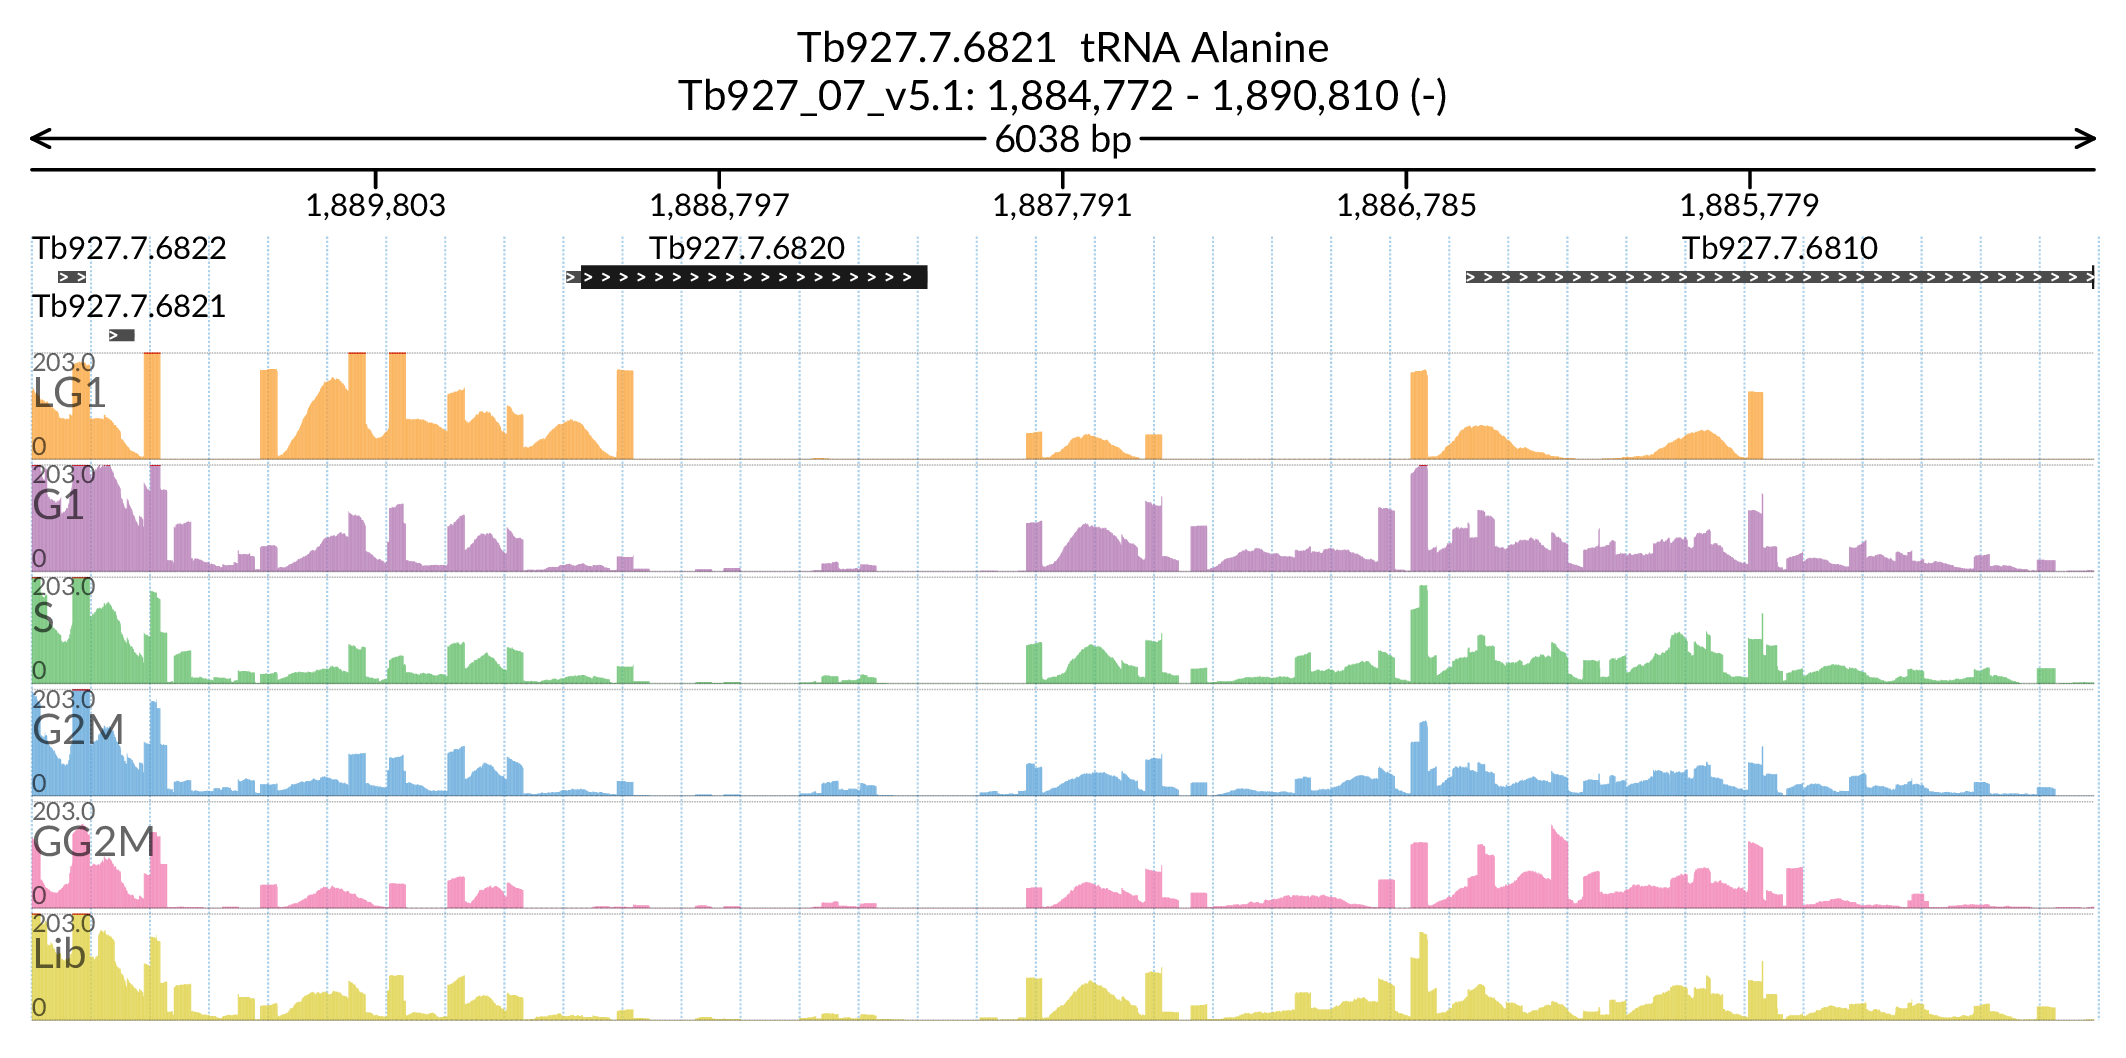 Tb927.7.6821 tRNA Alanine
Tb927_07_v5.1: 1,884,772 - 1,890,810 (-)
6038 bp
1,889,803 1,888,797 1,887,791 1,886,785 1,885,779
Tb927.7.6822 Tb927.7.6820 Tb927.7.6810
Tb927.7.6821
203.0
LG1
0
203.0
G1
0
203.0
S
0
203.0
G2M
0
203.0
GG2M
0
203.0
Lib
0